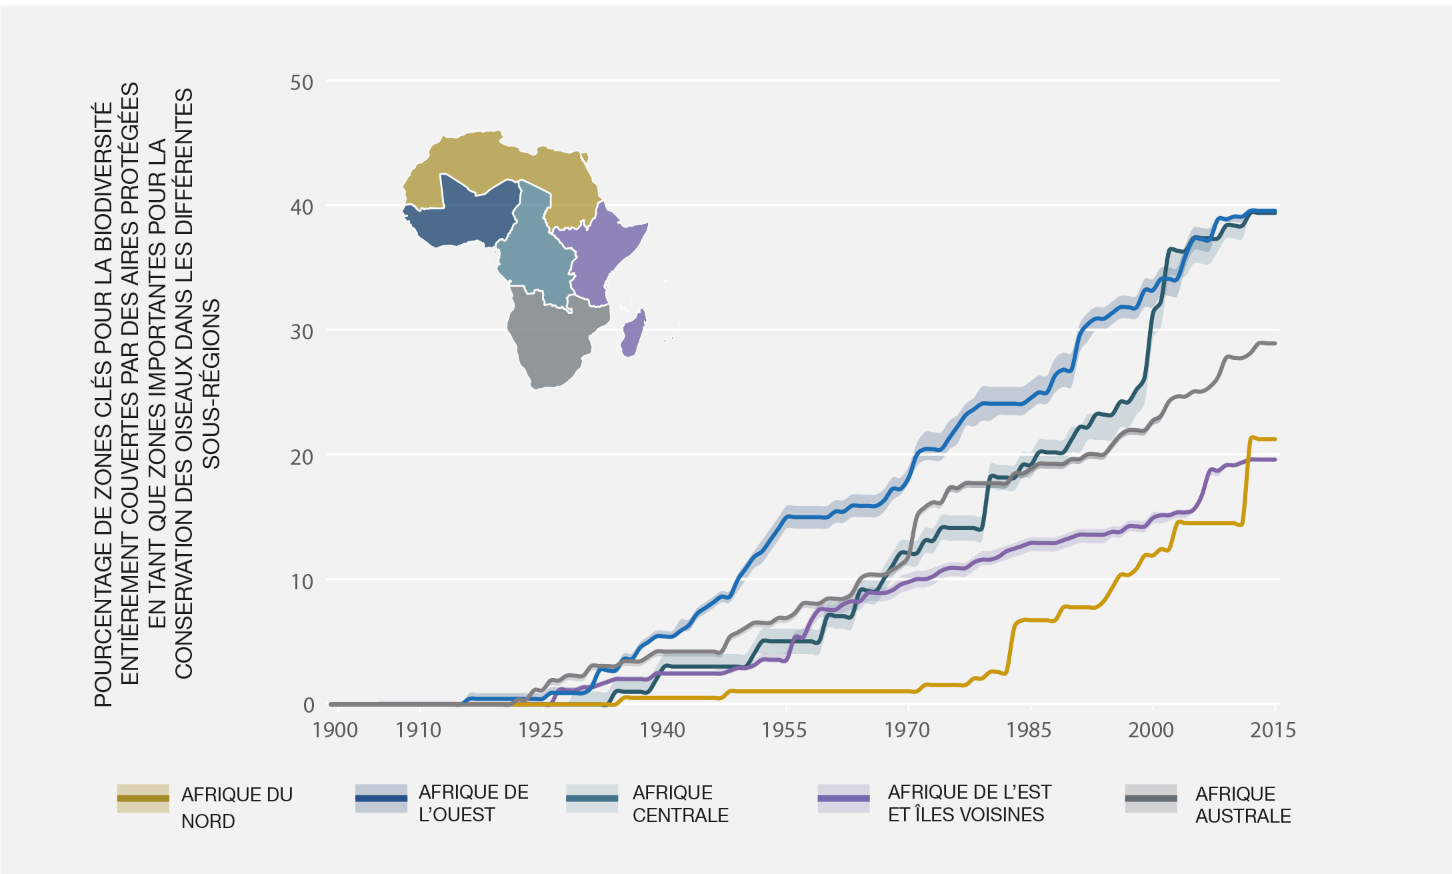 POURCENTAGE DE ZONES CLÉS POUR LA BIODIVERSITÉ
ENTIÈREMENT COUVERTES PAR DES AIRES PROTÉGÉES
EN TANT QUE ZONES IMPORTANTES POUR LA
CONSERVATION DES OISEAUX DANS LES DIFFÉRENTES
SOUS-RÉGIONS
50
40
30
20
10
0
1900 1910 1925 1940 1955 1970 1985 2000 2015
AFRIQUE DU
NORD
AFRIQUE DE
L’OUEST
AFRIQUE
CENTRALE
AFRIQUE DE L’EST
ET ÎLES VOISINES
AFRIQUE
AUSTRALE